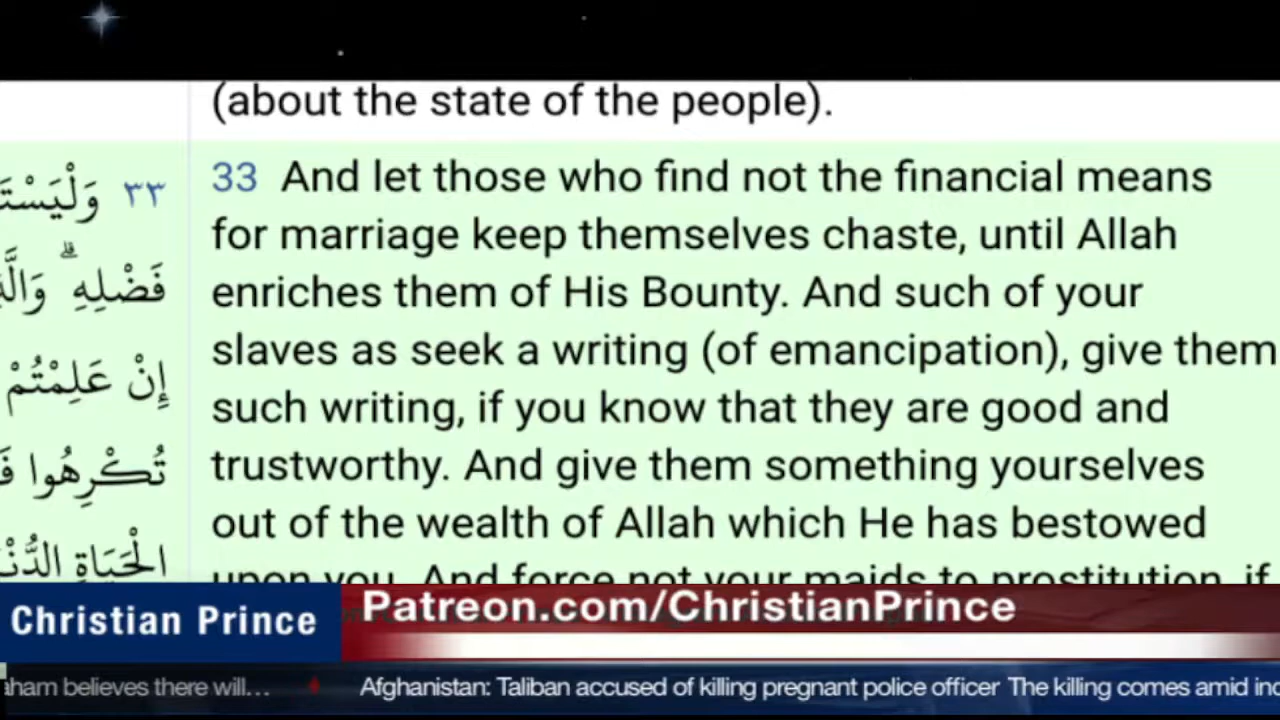 (about the state of the people).
33 And let those who find not the financial means
for marriage keep themselves chaste, until Allah
enriches them of His Bounty. And such of your
slaves as seek a writing (of emancipation), give them
such writing, if you know that they are good and
trustworthy. And give them something yourselves
out of the wealth of Allah which He has bestowed
upon you. And force not your maids to prostitution, if
٣٣
فَضْلِهِ ۗ
إِنْ عَلِمْتُمْ
تُكْرِهُوا
الْحَيَاةِ
Christian Prince
Patreon.com/ChristianPrince
believes there will...
Afghanistan: Taliban accused of killing pregnant police officer The killing comes amid